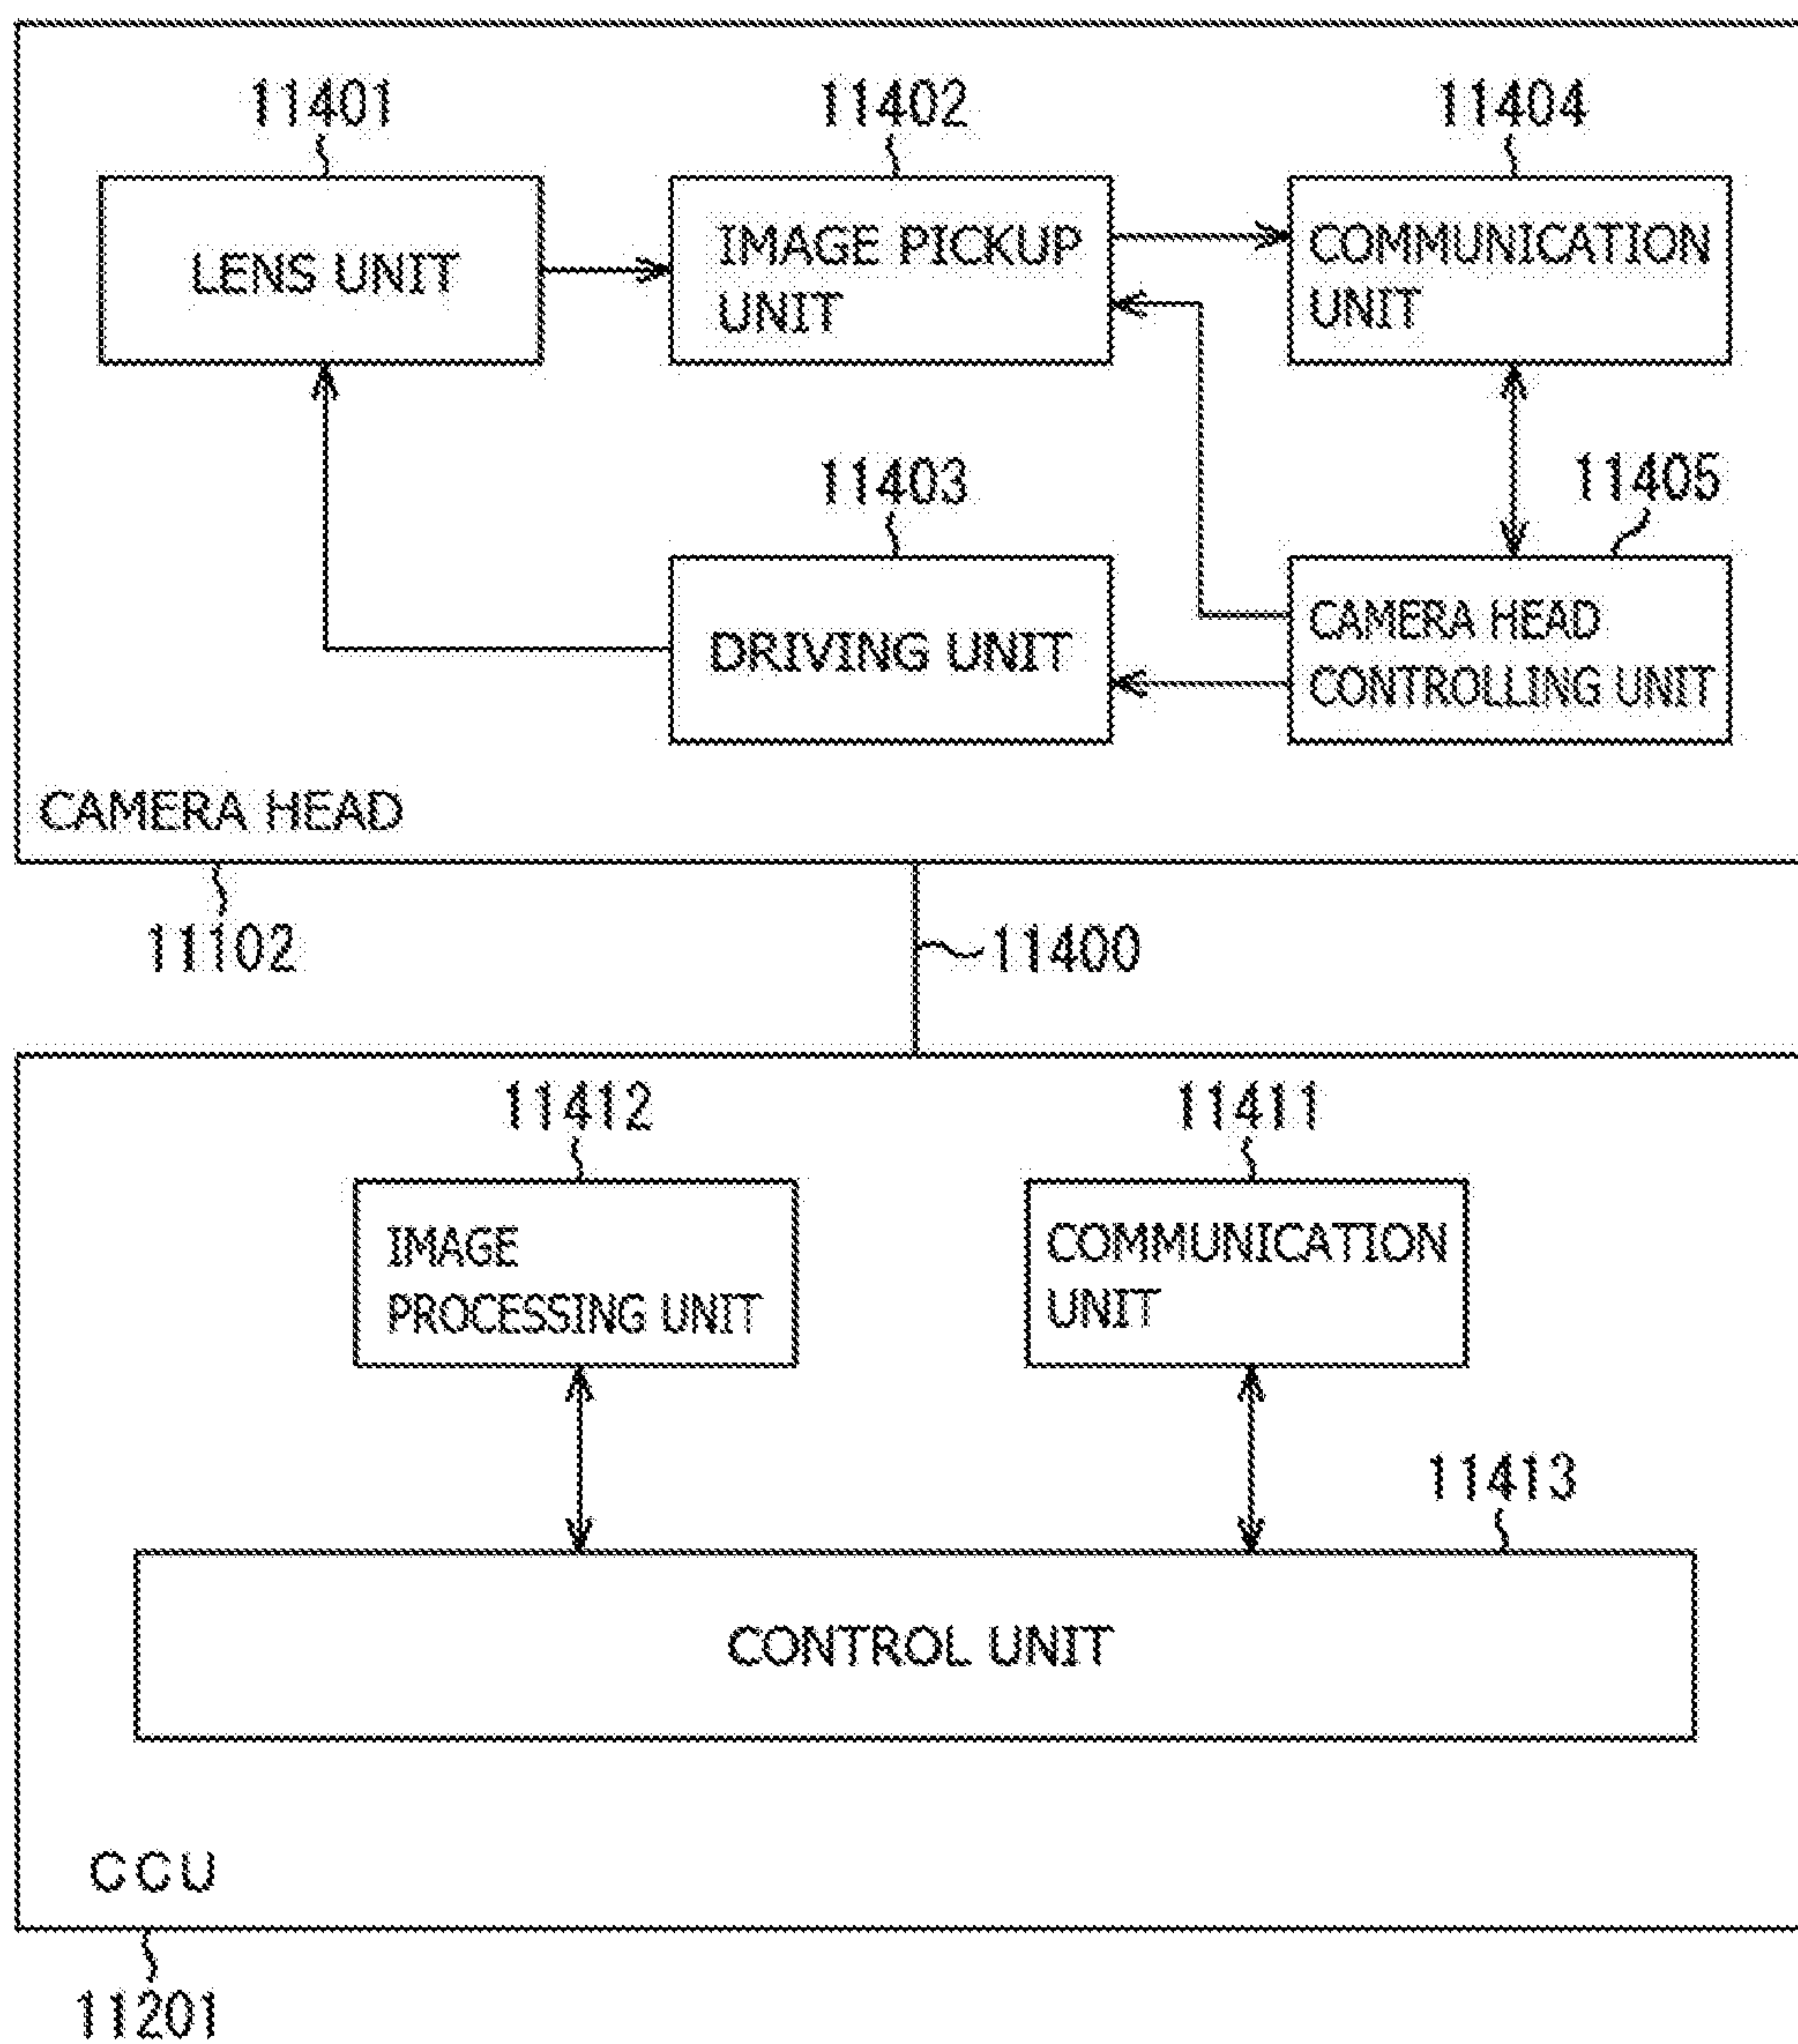 11401
11402
11404
LENS UNIT
IMAGE PICKUP
UNIT
COMMUNICATION
UNIT
11403
11405
DRIVING UNIT
CAMERA HEAD
CONTROLLING UNIT
CAMERA HEAD
11102
11400
11412
11411
IMAGE
PROCESSING UNIT
COMMUNICATION
UNIT
11413
CONTROL UNIT
CCU
11201